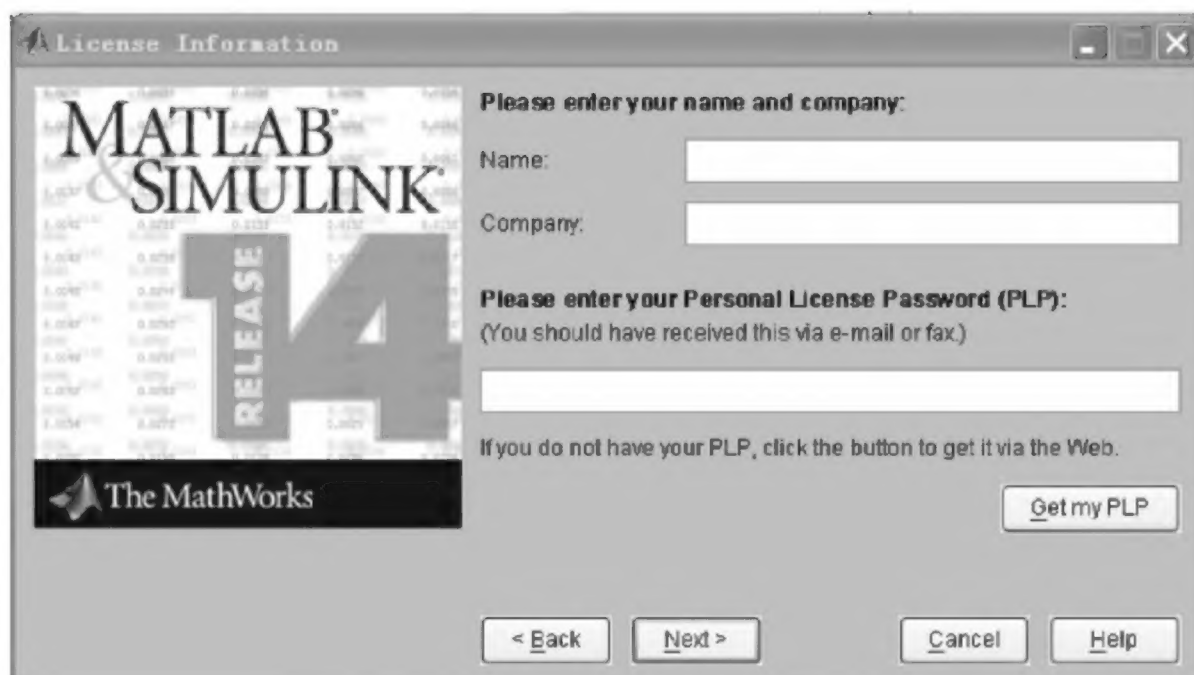 License Information
MATLAB®
& SIMULINK®
RELEASE 14
The MathWorks
Please enter your name and company:
Name:
Company:
Please enter your Personal License Password (PLP):
(You should have received this via e-mail or fax.)
If you do not have your PLP, click the button to get it via the Web.
Get my PLP
< Back
Next >
Cancel
Help